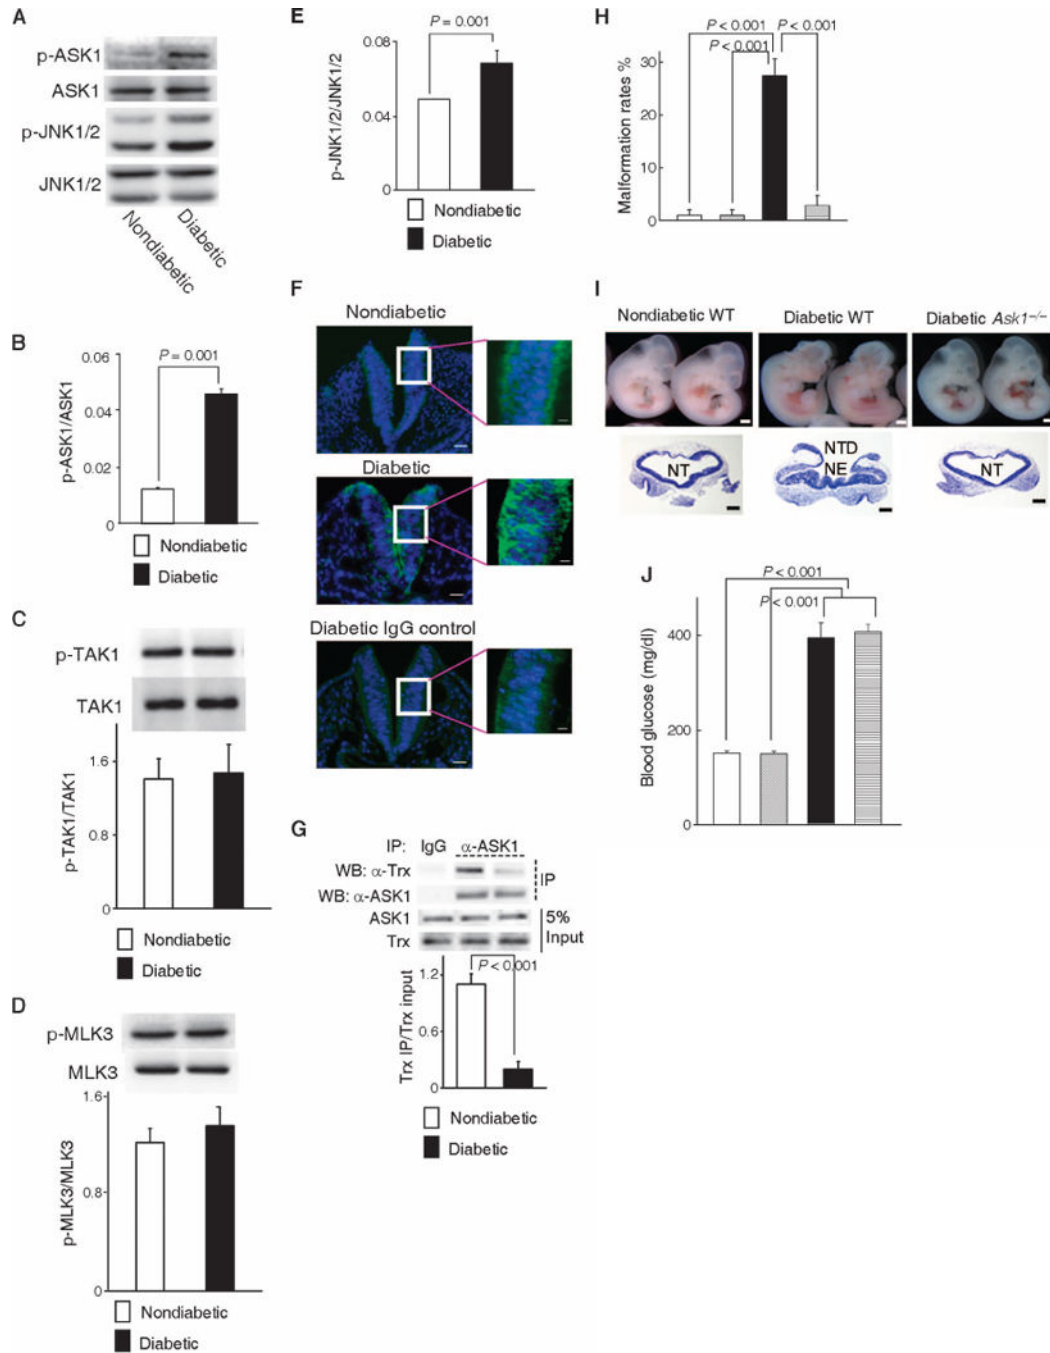 A
p-ASK1
ASK1
p-JNK1/2
JNK1/2
Nondiabetic
Diabetic
B
P = 0.001
0.06
0.04
0.02
0
p-ASK1/ASK1
Nondiabetic
Diabetic
C
p-TAK1
TAK1
1.6
0.8
0
p-TAK1/TAK1
Nondiabetic
Diabetic
D
p-MLK3
MLK3
1.6
0.8
0
p-MLK3/MLK3
Nondiabetic
Diabetic
E
P = 0.001
0.08
0.04
0
p-JNK1/2/JNK1/2
Nondiabetic
Diabetic
F
Nondiabetic
Diabetic
Diabetic IgG control
G
IP: IgG α-ASK1
WB: α-Trx
WB: α-ASK1
IP
ASK1
Trx
5%
Input
P < 0.001
1.2
0.6
0
Trx IP/Trx input
Nondiabetic
Diabetic
H
P < 0.001
P < 0.001
<0.001
30
20
10
0
Malformation rates %
I
Nondiabetic WT
Diabetic WT
Diabetic Ask1−/−
NT
NTD
NE
NT
J
P < 0.001
P < 0.001
400
200
0
Blood glucose (mg/dl)